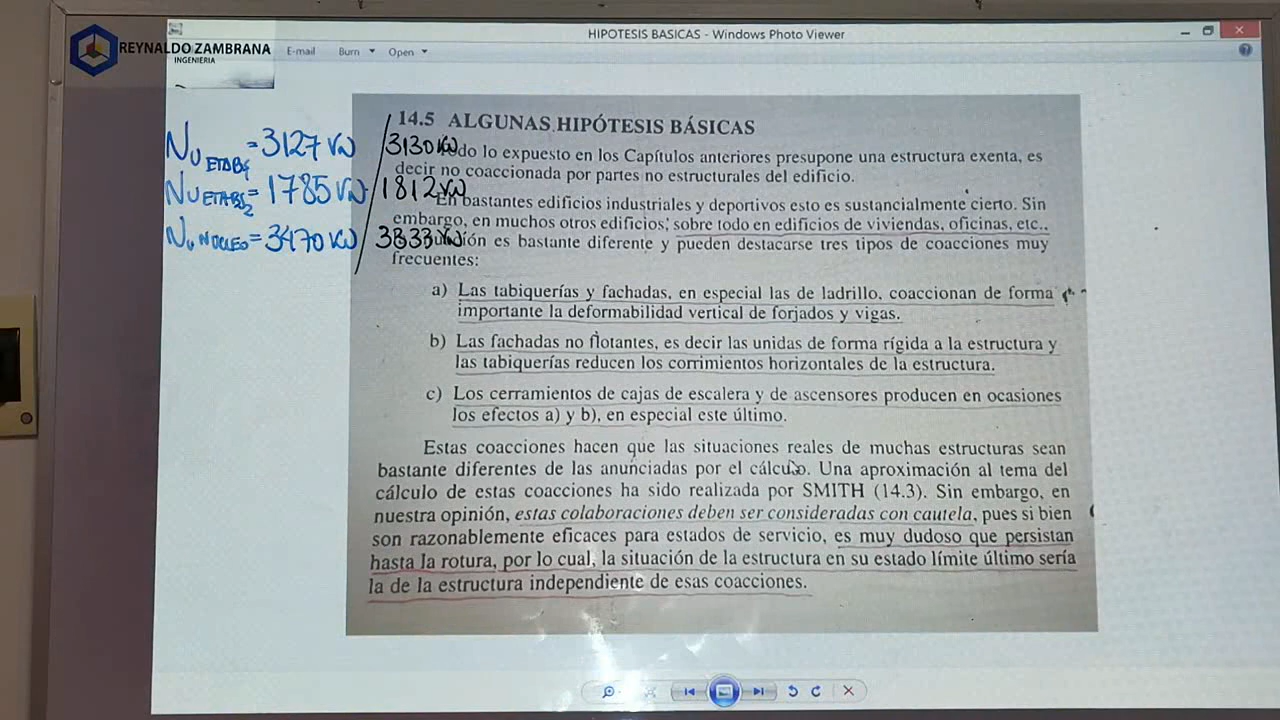 REYNALDO ZAMBRANA
INGENIERIA
HIPOTESIS BASICAS - Windows Photo Viewer
E-mail Burn Open
NU ETABS = 3127 KN / 3130 KN
NU ETABS2 = 1785 KN / 1812 KN
NU NUCLEO = 3470 KN / 3833 KN
14.5 ALGUNAS HIPÓTESIS BÁSICAS
lo expuesto en los Capítulos anteriores presupone una estructura exenta, es
decir no coaccionada por partes no estructurales del edificio.
En bastantes edificios industriales y deportivos esto es sustancialmente cierto. Sin
embargo, en muchos otros edificios, sobre todo en edificios de viviendas, oficinas, etc.,
es bastante diferente y pueden destacarse tres tipos de coacciones muy
frecuentes:
a) Las tabiquerías y fachadas, en especial las de ladrillo, coaccionan de forma
importante la deformabilidad vertical de forjados y vigas.
b) Las fachadas no flotantes, es decir las unidas de forma rígida a la estructura y
las tabiquerías reducen los corrimientos horizontales de la estructura.
c) Los cerramientos de cajas de escalera y de ascensores producen en ocasiones
los efectos a) y b), en especial este último.
Estas coacciones hacen que las situaciones reales de muchas estructuras sean
bastante diferentes de las anunciadas por el cálculo. Una aproximación al tema del
cálculo de estas coacciones ha sido realizada por SMITH (14.3). Sin embargo, en
nuestra opinión, estas colaboraciones deben ser consideradas con cautela, pues si bien
son razonablemente eficaces para estados de servicio, es muy dudoso que persistan
hasta la rotura, por lo cual, la situación de la estructura en su estado límite último sería
la de la estructura independiente de esas coacciones.